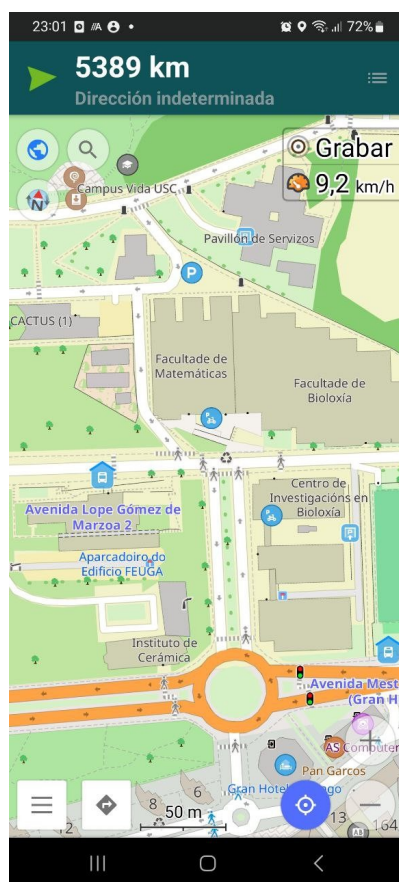 23:01
72%
5389 km
Dirección indeterminada
Grabar
9,2 km/h
N
Campus Vida USC
Pavillón de Servizos
P
CACTUS (1)
Facultade de
Matemáticas
Facultade de
Bioloxía
Centro de
Investigacións en
Bioloxía
Avenida Lope Gómez de
Marzoa 2
Aparcadoiro do
Edificio FEUGA
Instituto de
Cerámica
Avenida Mest
(Gran H
AS Computer
Pan Garcos
Gran Hotel
go
8
6
50 m
12
13
164